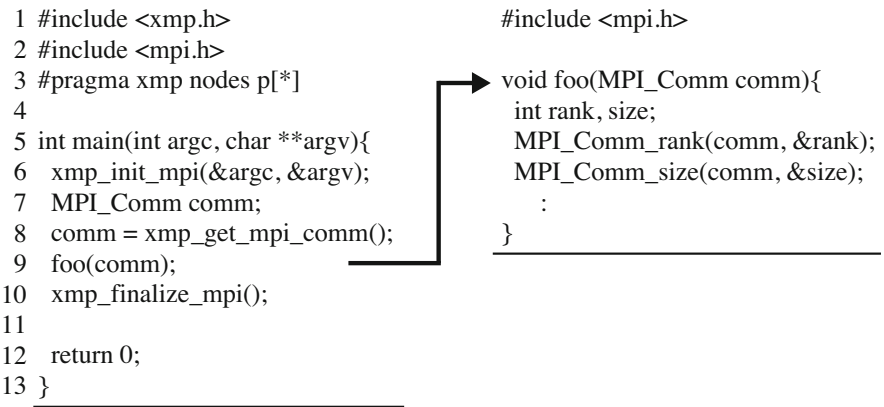 1 #include <xmp.h>
2 #include <mpi.h>
3 #pragma xmp nodes p[*]
4
5 int main(int argc, char **argv){
6 xmp_init_mpi(&argc, &argv);
7 MPI_Comm comm;
8 comm = xmp_get_mpi_comm();
9 foo(comm);
10 xmp_finalize_mpi();
11
12 return 0;
13 }
#include <mpi.h>
void foo(MPI_Comm comm){
int rank, size;
MPI_Comm_rank(comm, &rank);
MPI_Comm_size(comm, &size);
:
}